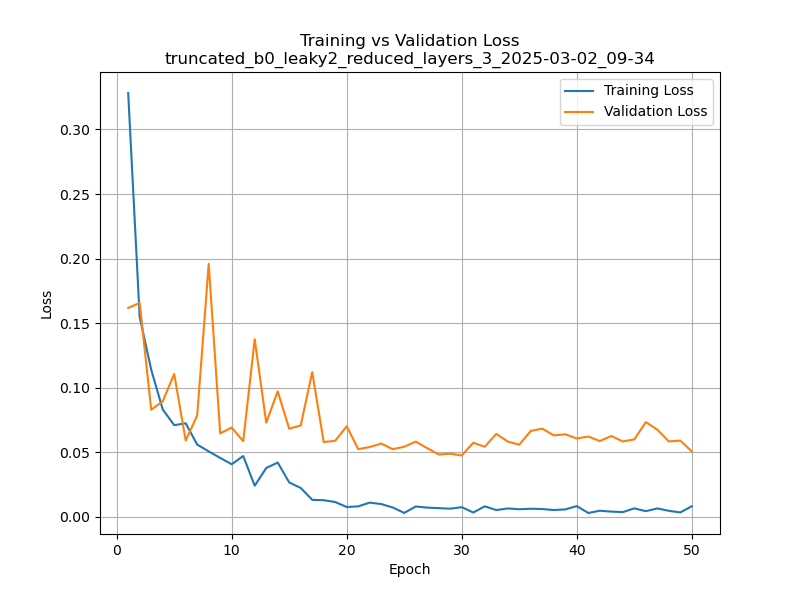 Training vs Validation Loss
truncated_b0_leaky2_reduced_layers_3_2025-03-02_09-34
Training Loss
Validation Loss
0.30
0.25
0.20
0.15
0.10
0.05
0.00
Loss
0 10 20 30 40 50
Epoch